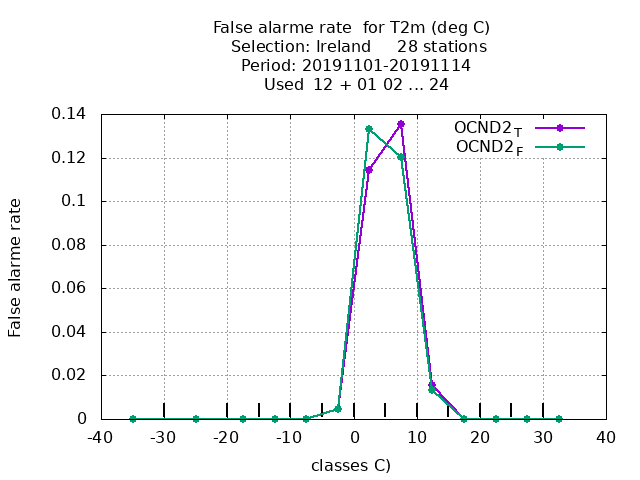 False alarme rate  for T2m (deg C)
Selection: Ireland     28 stations
Period: 20191101-20191114
Used  12 + 01 02 ... 24
OCND2_T
OCND2_F
0.14
0.12
0.1
0.08
0.06
0.04
0.02
0
False alarme rate
-40 -30 -20 -10 0 10 20 30 40
classes C)